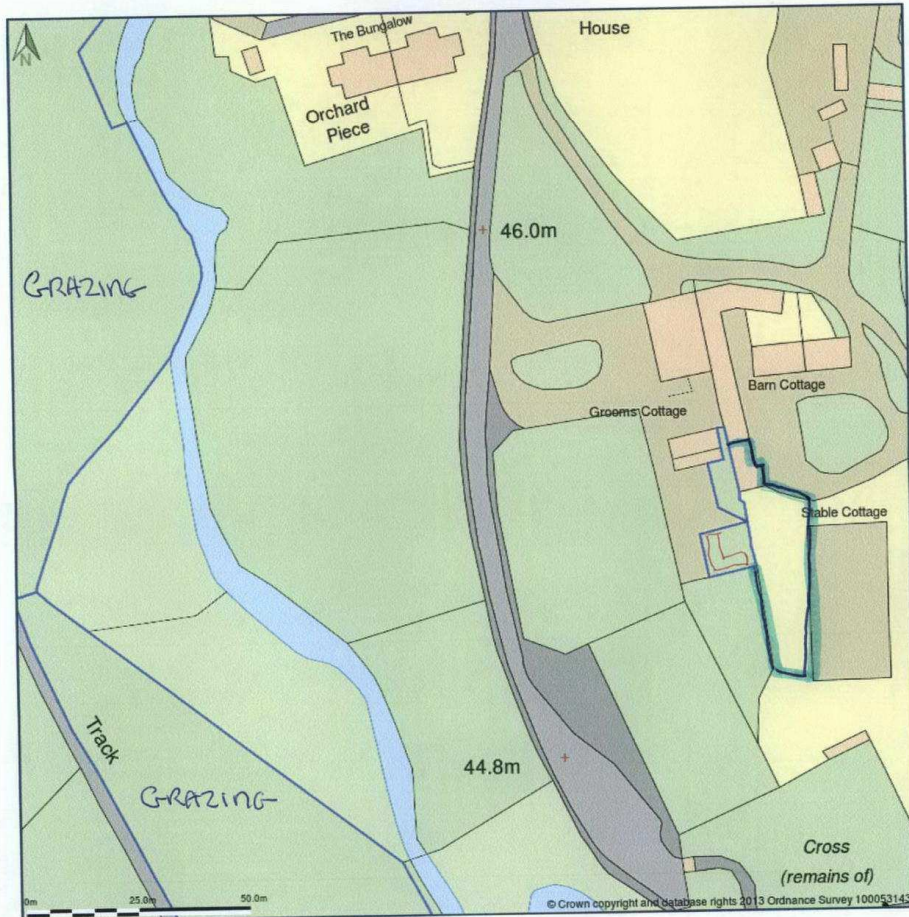 N
The Bungalow
House
Orchard
Piece
46.0m
GRAZING
Barn Cottage
Grooms Cottage
Stable Cottage
Track
44.8m
GRAZING
Cross
(remains of)
0m
25.0m
50.0m
© Crown copyright and database rights 2013 Ordnance Survey 100053143